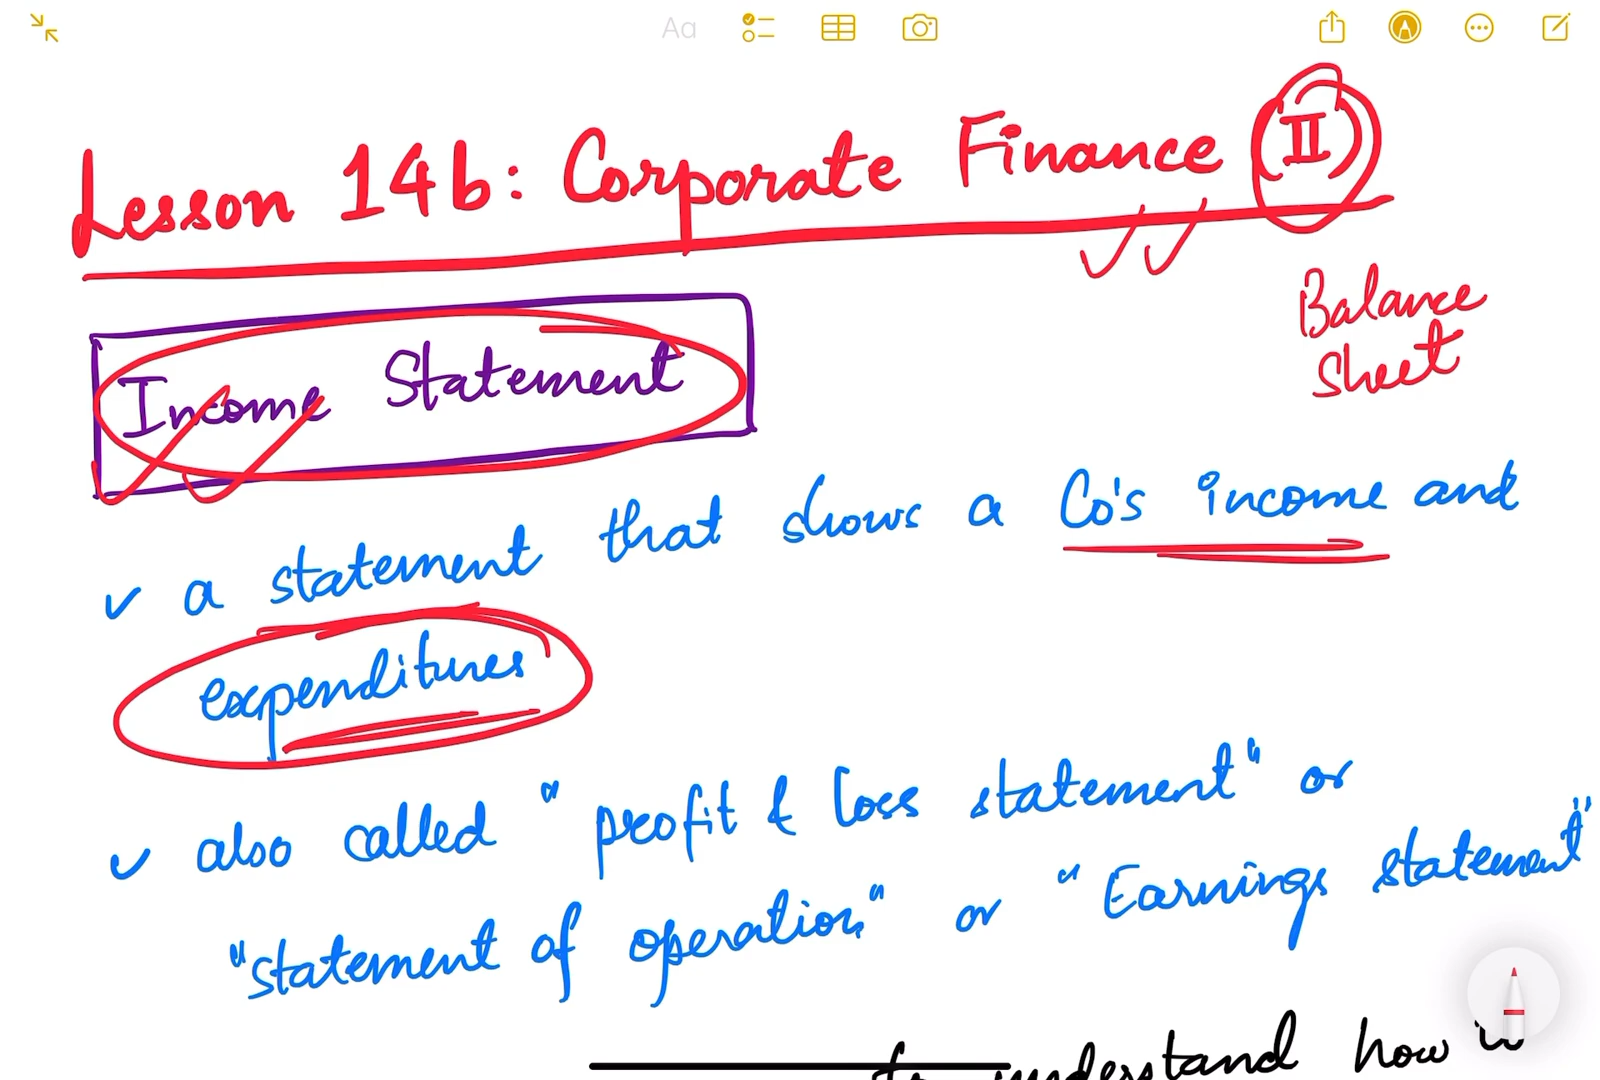 Aa
Lesson 14b: Corporate Finance (II)
Balance
Sheet
Income Statement
✓ a statement that shows a Co's income and
expenditures
✓ also called "profit & loss statement" or
"statement of operation" or "Earnings statement"
to understand how